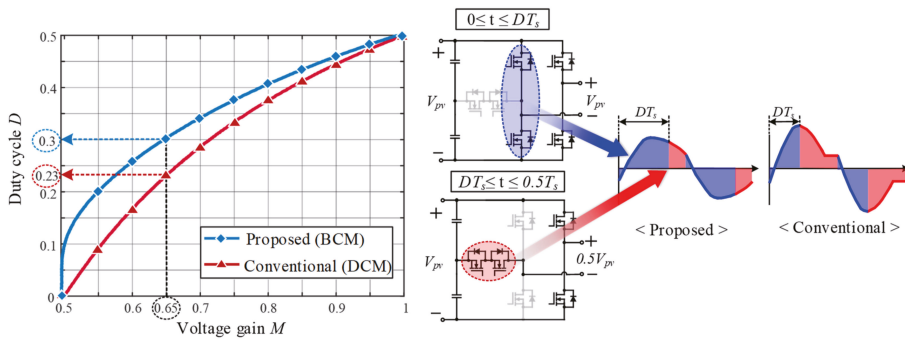 0.5
0.4
0.3
0.3
0.23
0.2
0.1
0
0.5
0.6
0.65
0.7
0.8
0.9
1
Duty cycle D
Voltage gain M
Proposed (BCM)
Conventional (DCM)
0≤ t ≤ DTs
+
Vpv
−
+
Vpv
−
DTs ≤ t ≤ 0.5Ts
+
Vpv
−
+
0.5Vpv
−
DTs
< Proposed >
DTs
< Conventional >